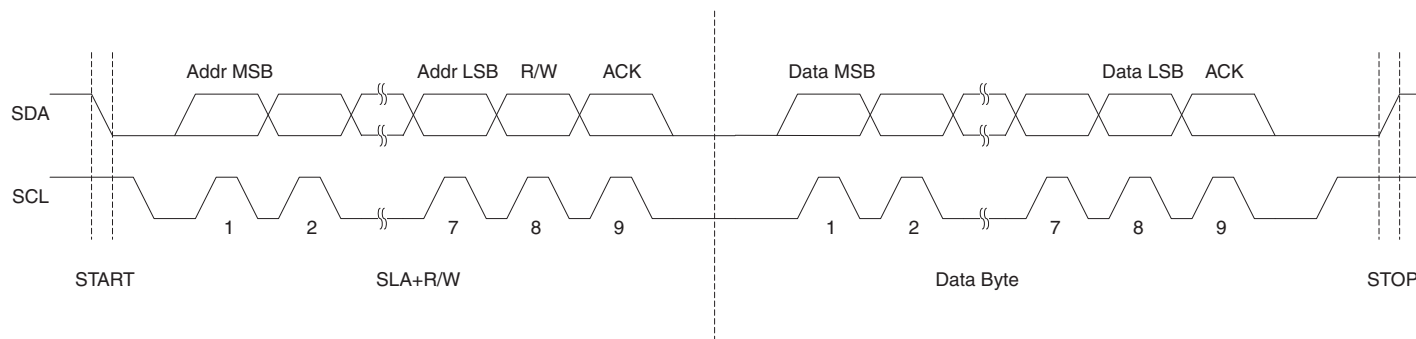 Addr MSB Addr LSB R/W ACK Data MSB Data LSB ACK
SDA
SCL
1 2 7 8 9 1 2 7 8 9
START SLA+R/W Data Byte STOP